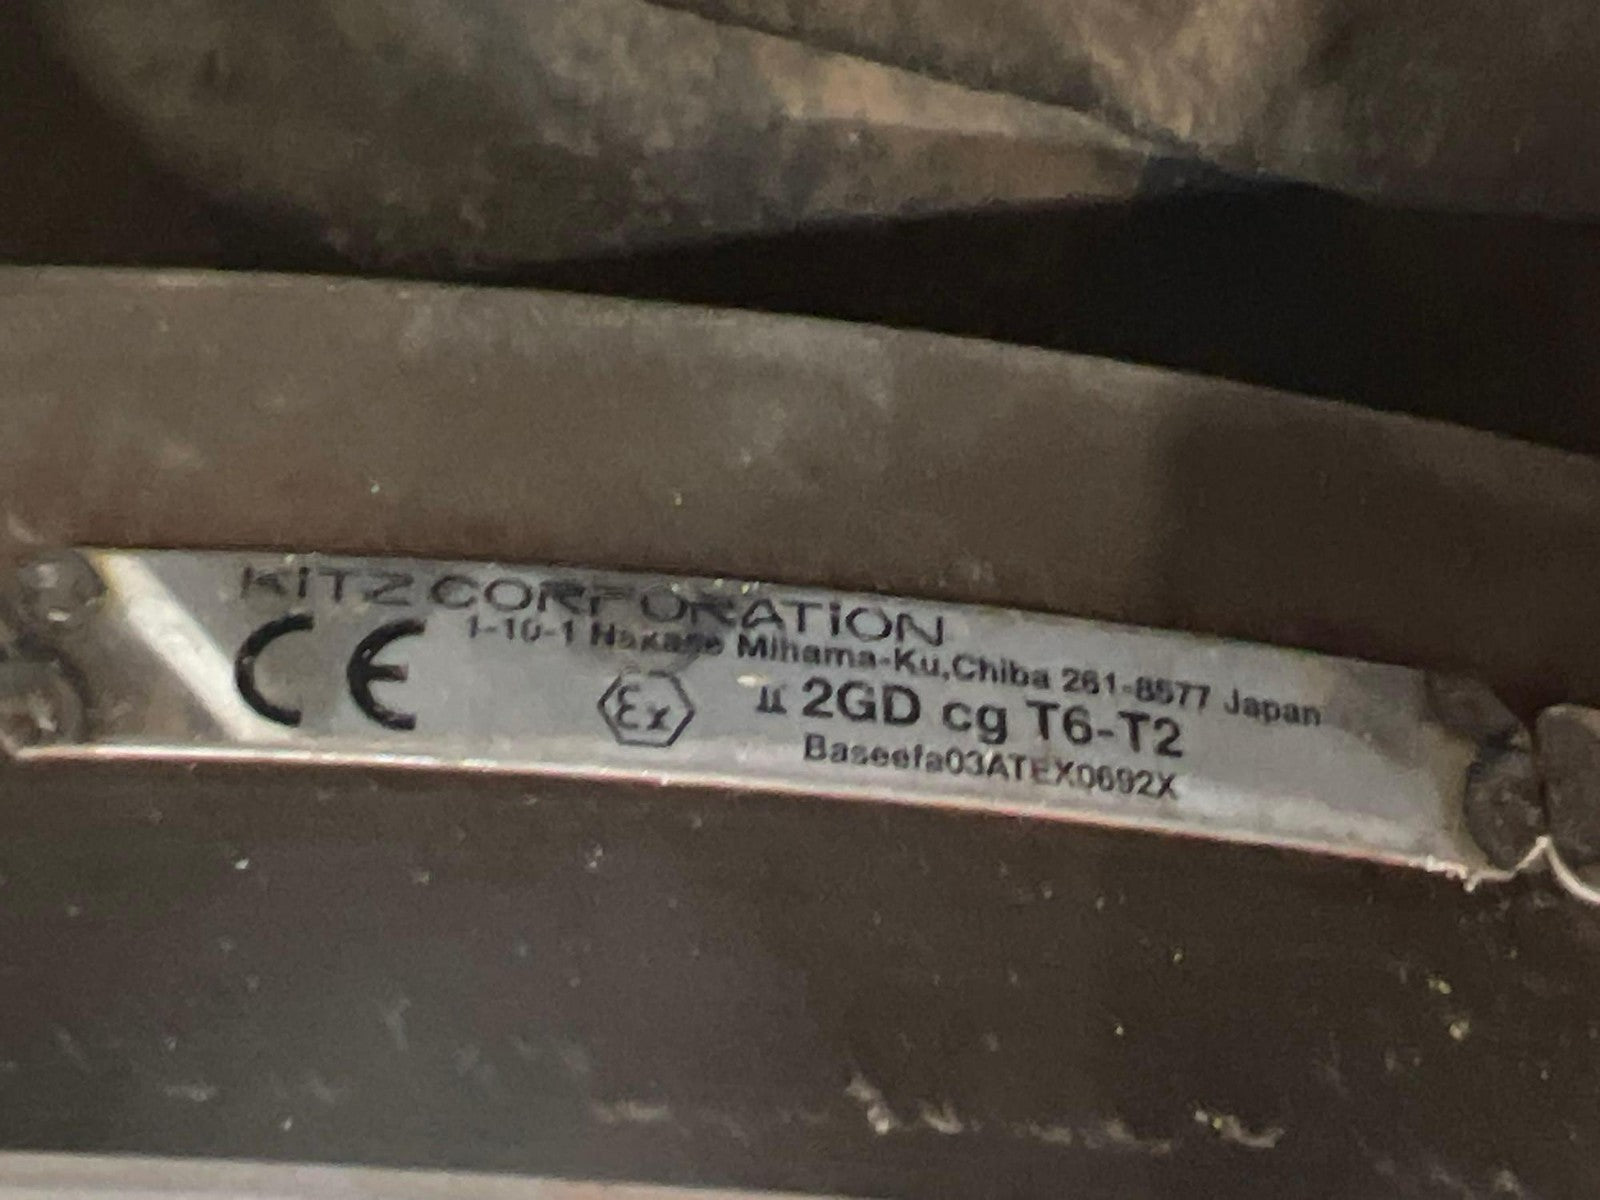 KITZ CORPORATION
1-10-1 Nakase Mihama-Ku,Chiba 261-8577 Japan
CE Ex II 2GD cg T6-T2
Baseefa03ATEX0692X